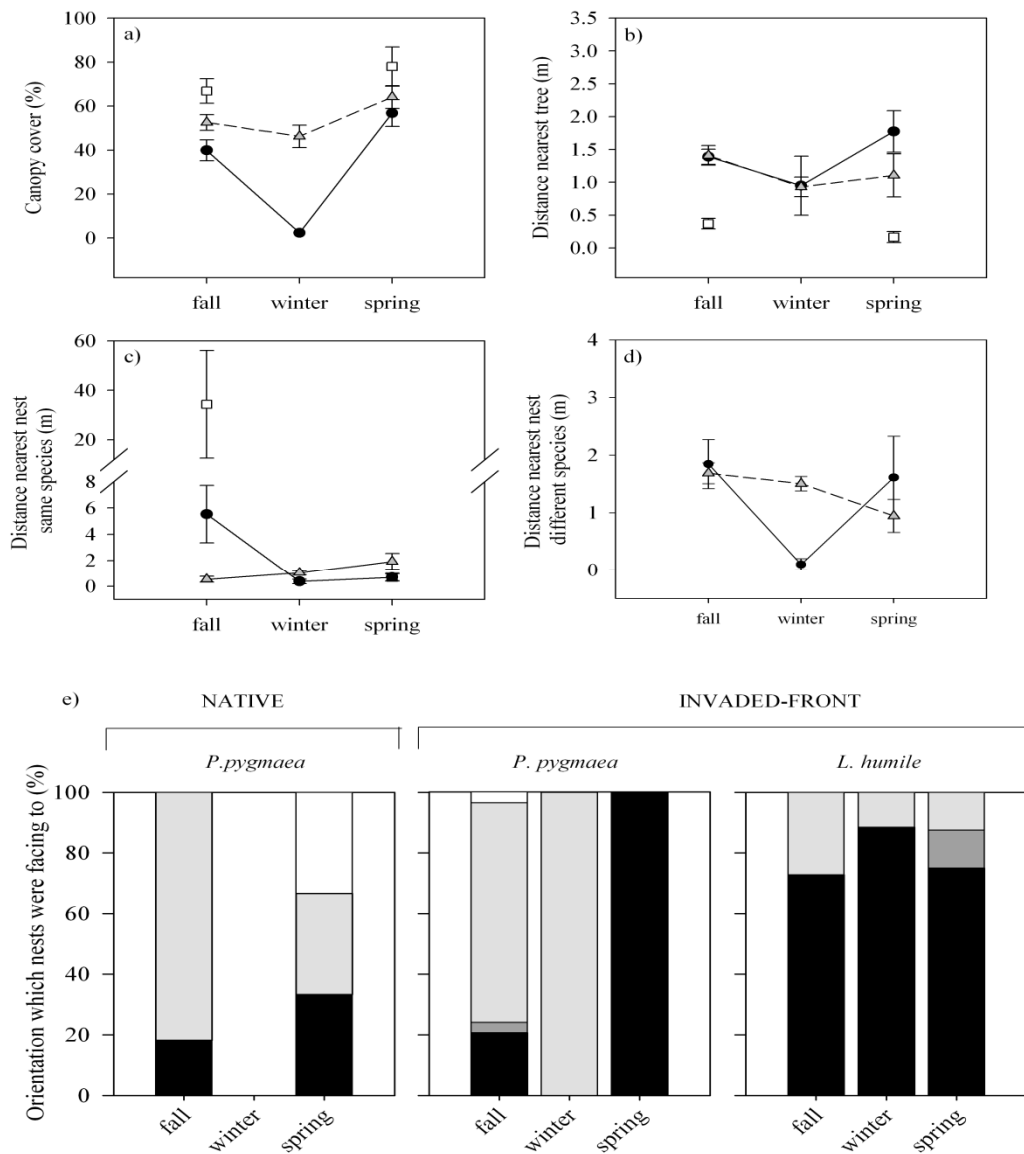 a)
Canopy cover (%)
100
80
60
40
20
0
fall winter spring
b)
Distance nearest tree (m)
3.5
3.0
2.5
2.0
1.5
1.0
0.5
0.0
fall winter spring
c)
Distance nearest nest
same species (m)
60
40
20
8
6
4
2
0
fall winter spring
d)
Distance nearest nest
different species (m)
4
3
2
1
0
fall winter spring
e)
NATIVE
INVADED-FRONT
P.pygmaea
P. pygmaea
L. humile
Orientation which nests were facing to (%)
100
80
60
40
20
0
fall winter spring
fall winter spring
fall winter spring